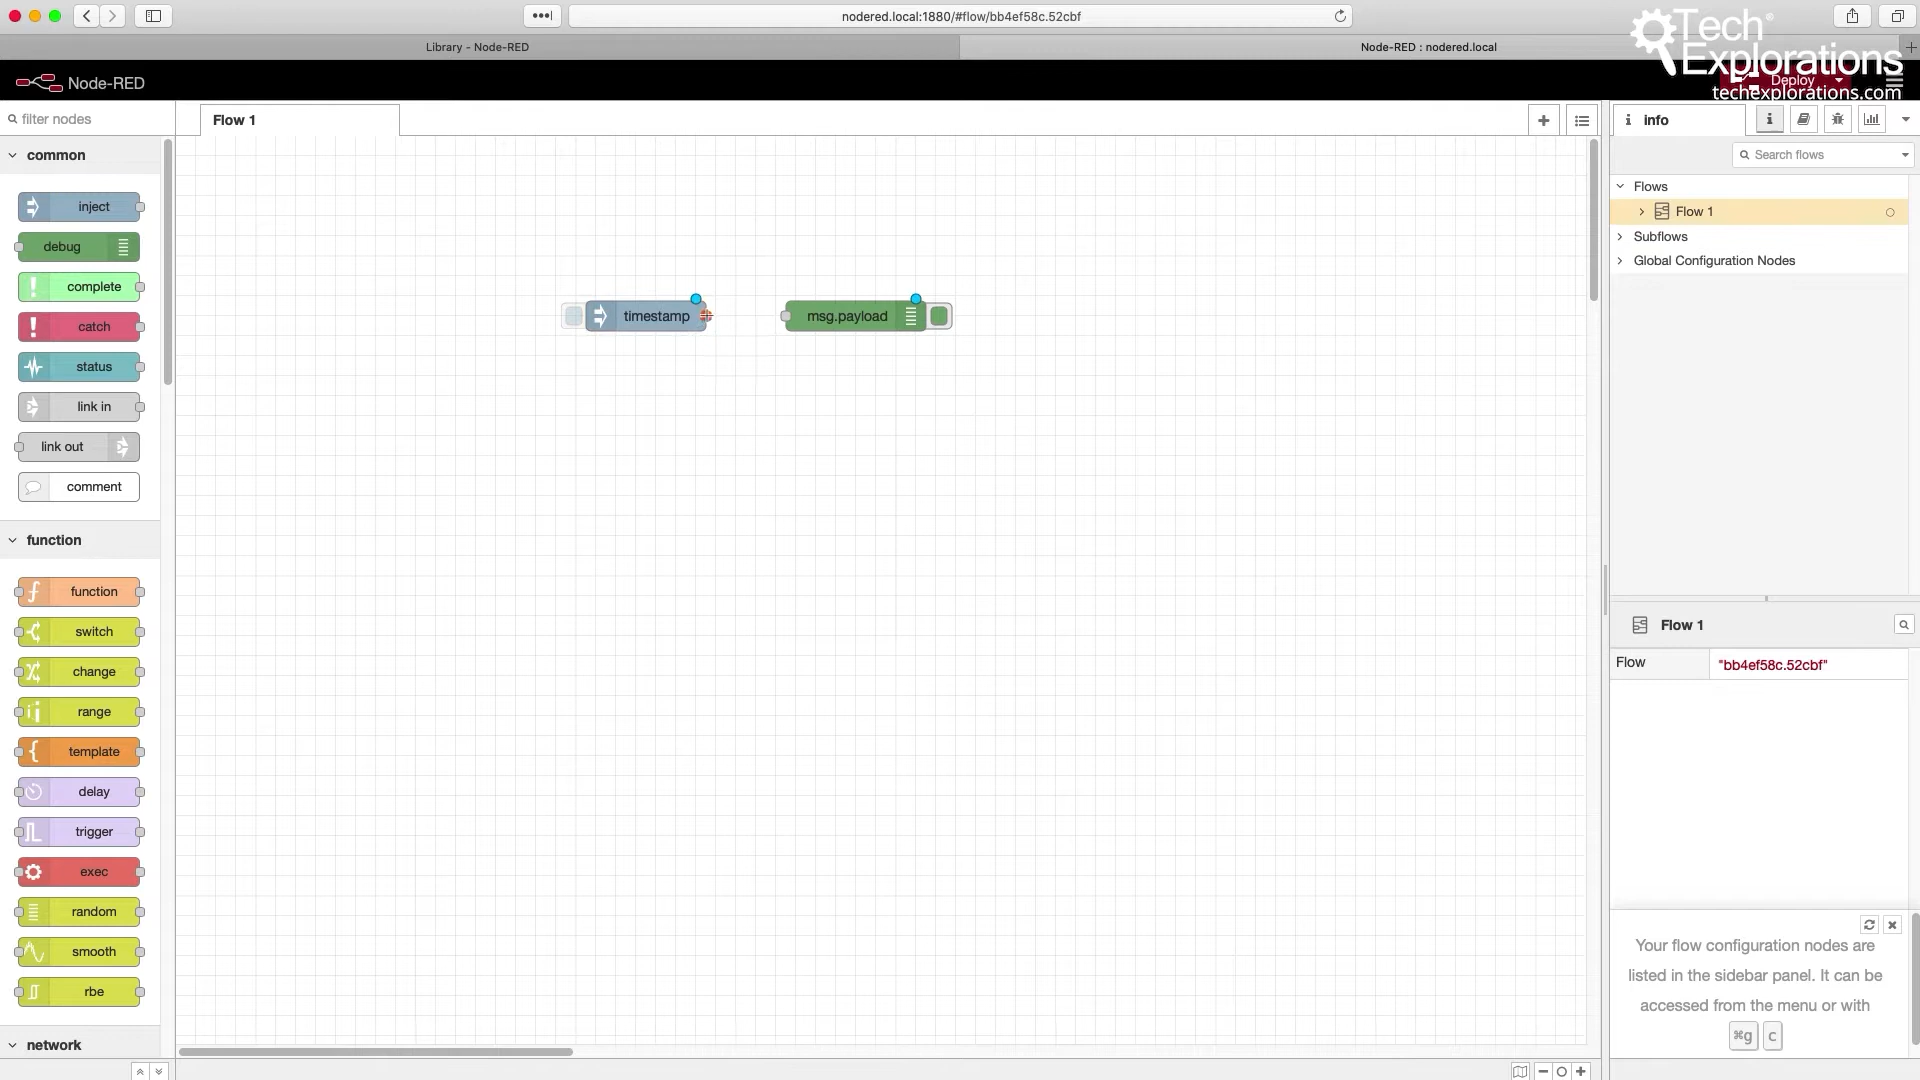 nodered.local:1880/#flow/bb4ef58c.52cbf
Library - Node-RED
Node-RED : nodered.local
Tech
Explorations
techexplorations.com
Node-RED
Deploy
filter nodes
Flow 1
info
Search flows
common
inject
debug
complete
catch
status
link in
link out
comment
function
function
switch
change
range
template
delay
trigger
exec
random
smooth
rbe
network
timestamp
msg.payload
Flows
Flow 1
Subflows
Global Configuration Nodes
Flow 1
Flow "bb4ef58c.52cbf"
Your flow configuration nodes are
listed in the sidebar panel. It can be
accessed from the menu or with
⌘g c